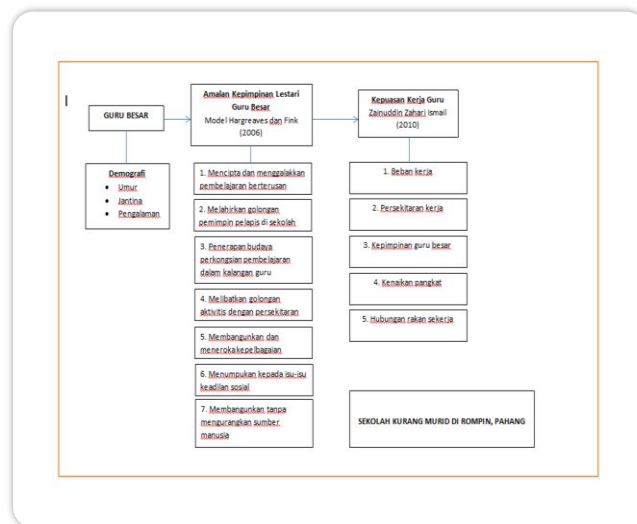 GURU BESAR
Demografi
• Umur
• Jantina
• Pengalaman
Amalan Kepimpinan Lestari
Guru Besar
Model Hargreaves dan Fink
(2006)
1. Mencipta dan menggalakkan
pembelajaran berterusan
2. Melahirkan golongan
pemimpin pelapis di sekolah
3. Penerapan budaya
perkongsian pembelajaran
dalam kalangan guru
4. Melibatkan golongan
aktivitis dengan persekitaran
5. Membangunkan dan
meneroka kepelbagaian
6. Menumpukan kepada isu-isu
keadilan sosial
7. Membangunkan tanpa
mengurangkan sumber
manusia
Kepuasan Kerja Guru
Zainuddin Zahari Ismail
(2010)
1. Beban kerja
2. Persekitaran kerja
3. Kepimpinan guru besar
4. Kenaikan pangkat
5. Hubungan rakan sekerja
SEKOLAH KURANG MURID DI ROMPIN, PAHANG